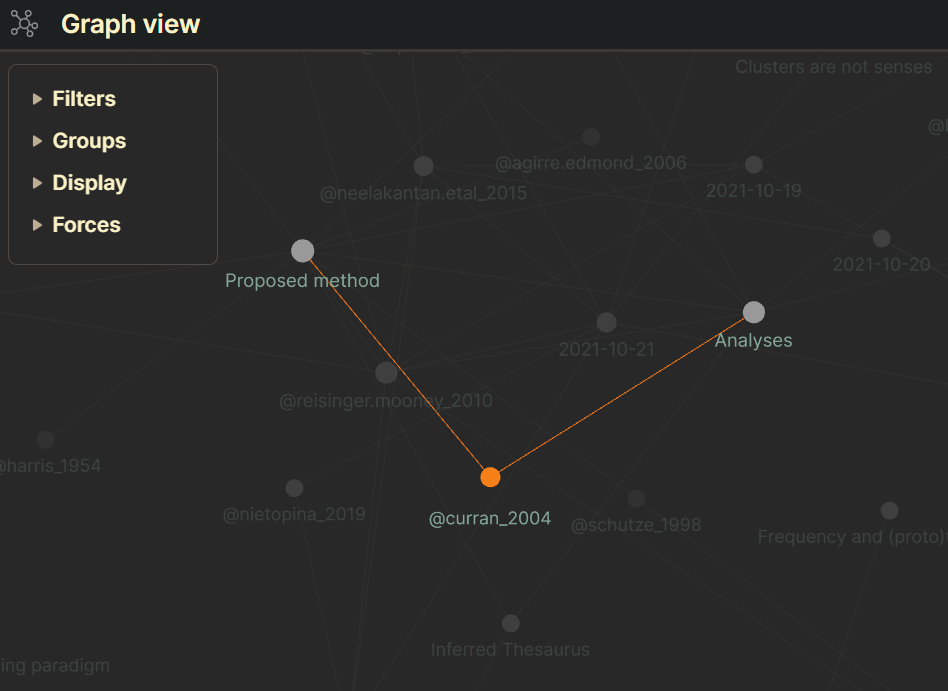 Graph view
Clusters are not senses
Filters
Groups
Display
Forces
@agirre.edmond_2006
@neelakantan.etal_2015
2021-10-19
2021-10-20
Proposed method
Analyses
2021-10-21
@reisinger.mooney_2010
@harris_1954
@nietopina_2019
@curran_2004
@schutze_1998
Frequency and (proto)
Inferred Thesaurus
ing paradigm